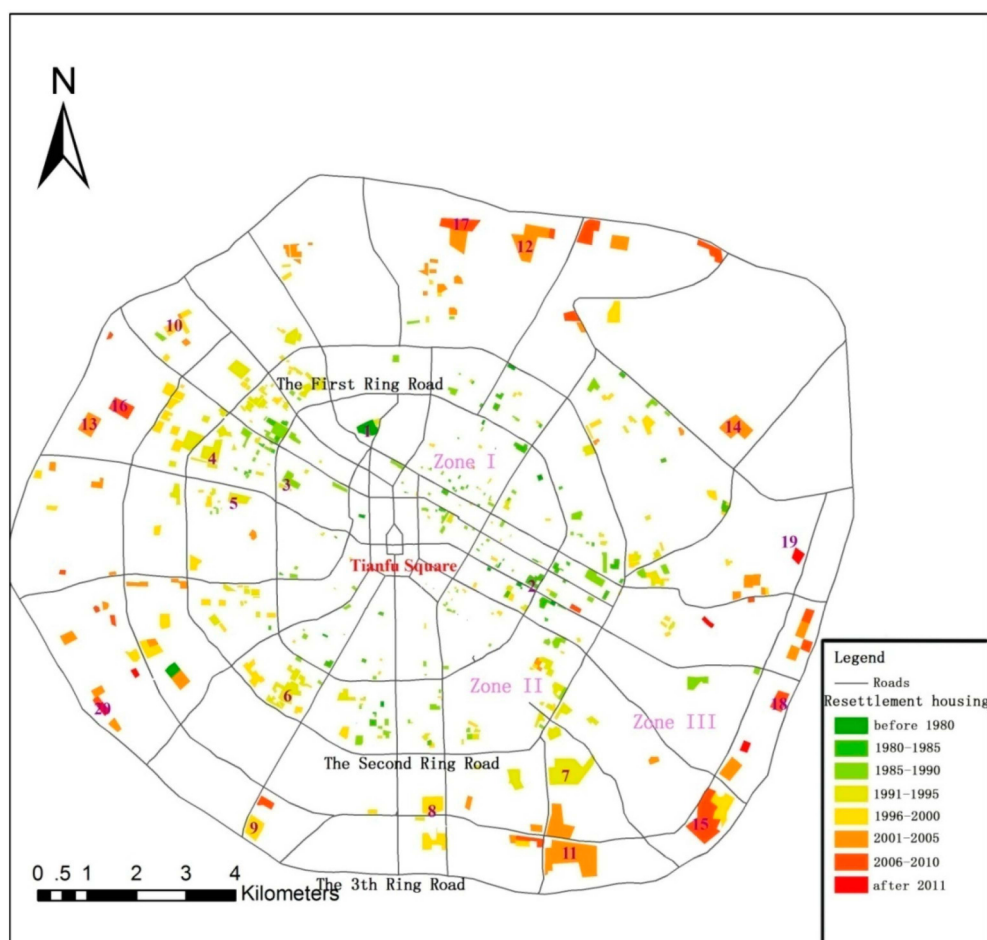 N
17
12
10
The First Ring Road
16
13
14
1
Zone I
4
3
5
19
Tianfu Square
2
Zone II
6
20
18
Zone III
The Second Ring Road
7
8
9
15
11
The 3th Ring Road
0 .5 1 2 3 4
Kilometers
Legend
Roads
Resettlement housing
before 1980
1980-1985
1985-1990
1991-1995
1996-2000
2001-2005
2006-2010
after 2011